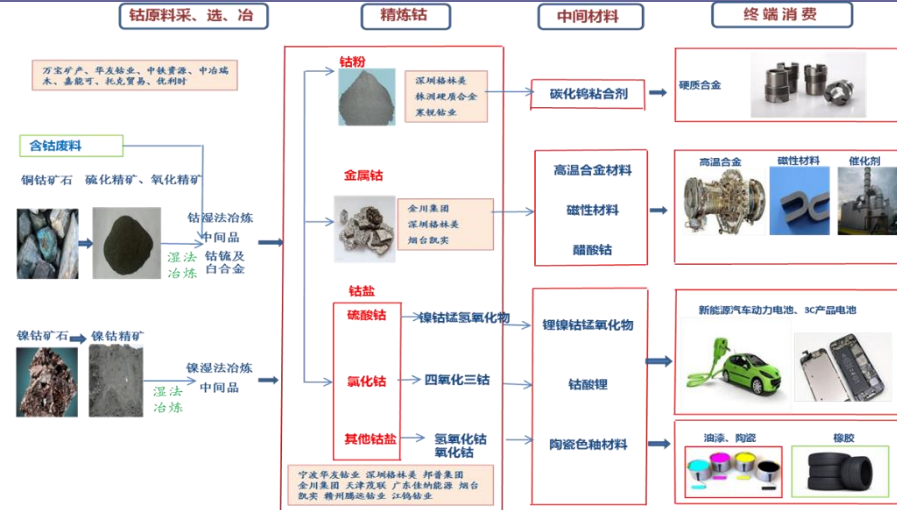 钴原料采、选、冶
精炼钴
中间材料
终端消费
万宝矿产、华友钴业、中铁资源、中冶瑞
木、嘉能可、托克贸易、优利时
含钴废料
铜钴矿石
硫化精矿、氧化精矿
钴湿法冶炼
中间品
钴锍及
白合金
湿法
冶炼
镍钴矿石
镍钴精矿
镍湿法冶炼
中间品
湿法
冶炼
钴粉
深圳格林美
株洲硬质合金
寒锐钴业
金属钴
金川集团
深圳格林美
烟台凯实
钴盐
硫酸钴
镍钴锰氢氧化物
氯化钴
四氧化三钴
其他钴盐
氢氧化钴
氧化钴
宁波华友钴业 深圳格林美 邦普集团
金川集团 天津茂联 广东佳纳能源 烟台
凯实 赣州腾远钴业 江钨钴业
碳化钨粘合剂
高温合金材料
磁性材料
醋酸钴
锂镍钴锰氧化物
钴酸锂
陶瓷色釉材料
硬质合金
高温合金
磁性材料
催化剂
新能源汽车动力电池、3C产品电池
油漆、陶瓷
橡胶